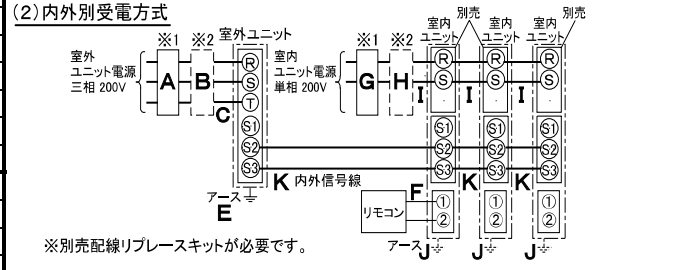 (2)内外別受電方式
※1 ※2 室外ユニット
室外
ユニット電源
三相 200V
A B C
R
S
T
S1
S2
S3
アース
E
※1 ※2
室内
ユニット電源
単相 200V
G H
室内
ユニット
別売
室内
ユニット
室内
ユニット
別売
R R R
S S S
I I I
S1 S1 S1
S2 S2 S2
S3 S3 S3
K 内外信号線
K K
リモコン
F
① ① ①
② ② ②
アース J J J
※別売配線リプレースキットが必要です。